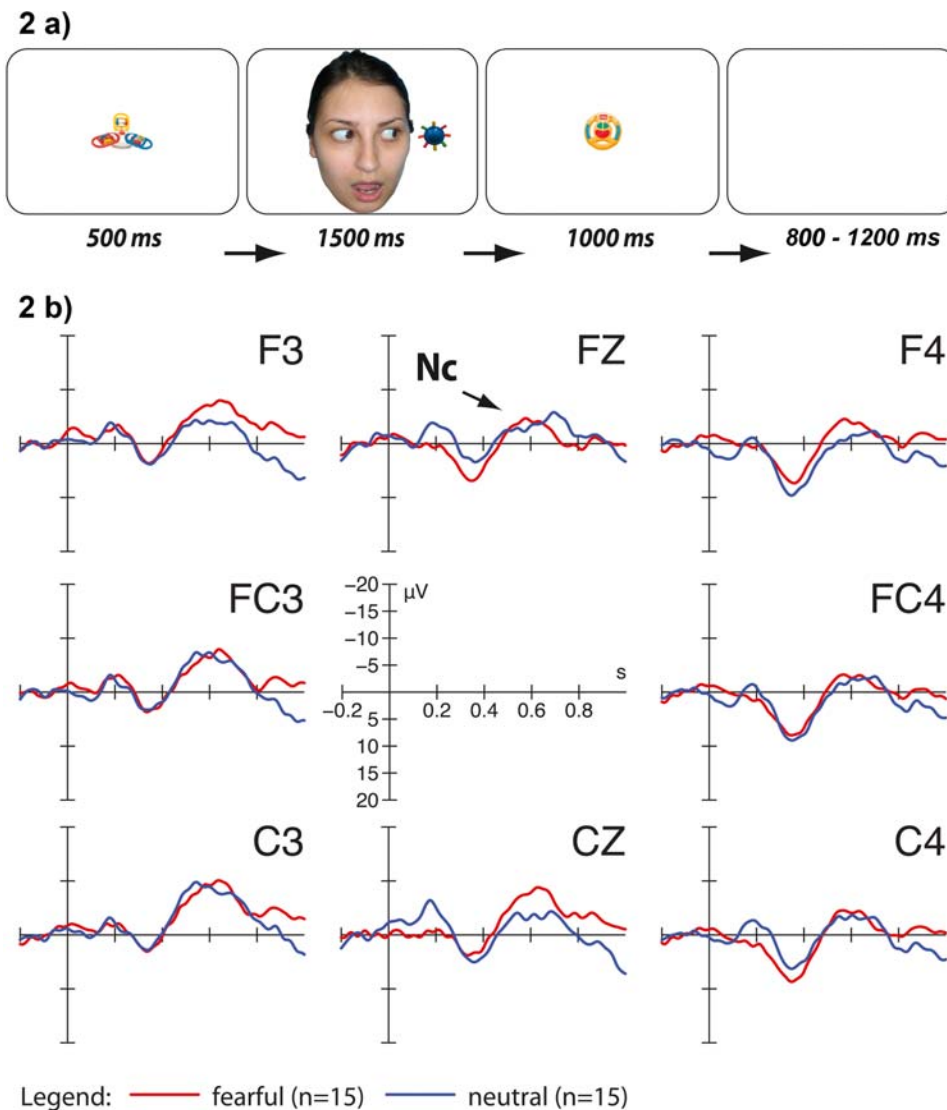 2 a)
500 ms 1500 ms 1000 ms 800 - 1200 ms
2 b)
F3 FZ F4
Nc
FC3 FC4
-20
-15
-10
-5
5
10
15
20
µV
s
-0.2 0.2 0.4 0.6 0.8
C3 CZ C4
Legend: fearful (n=15) neutral (n=15)